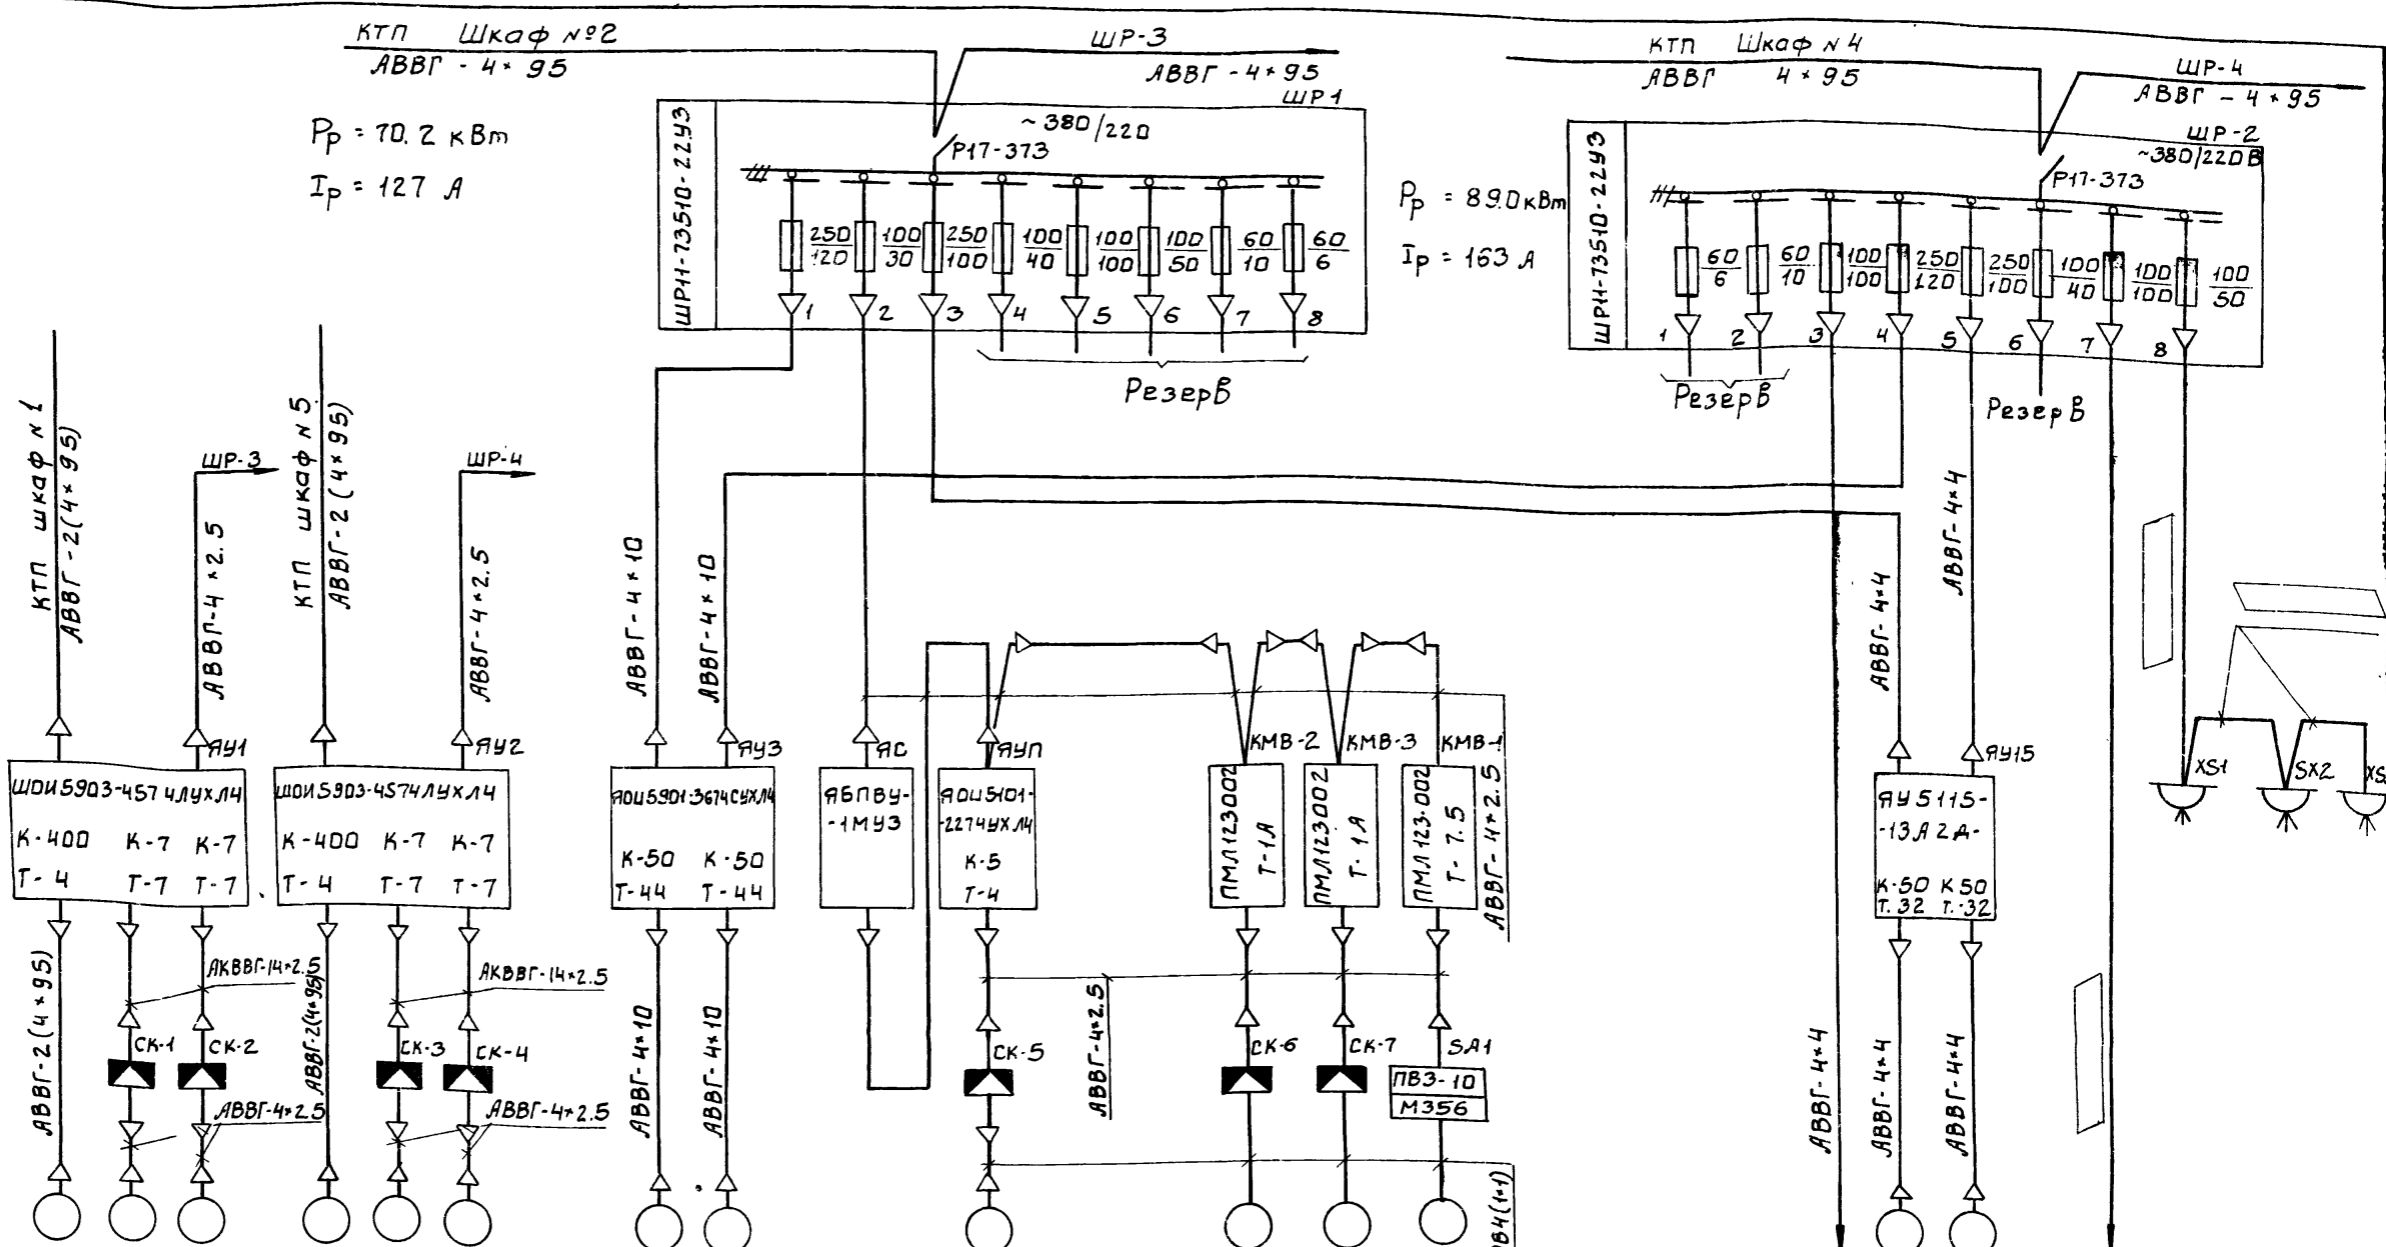 КТП Шкаф №2
АВВГ - 4×95
ШР-3
АВВГ - 4×95
КТП Шкаф N4
АВВГ 4×95
ШР-4
АВВГ - 4×95
Pр = 70.2 кВт
Iр = 127 А
ШР1
ШР11-73510-22У3
~380/220
Р17-373
250/120
100/30
250/100
100/40
100/100
100/50
60/10
60/6
1 2 3 4 5 6 7 8
Резерв
Pр = 89.0 кВт
Iр = 163 А
ШР-2
ШР11-73510-22У3
~380/220В
Р17-373
60/6
60/10
100/100
250/120
250/100
100/40
100/100
100/50
1 2 3 4 5 6 7 8
Резерв
Резерв
КТП шкаф N1
АВВГ-2(4×95)
ШР-3
АВВГ-4×2.5
КТП шкаф N5
АВВГ-2(4×95)
ШР-4
АВВГ-4×2.5
АВВГ-4×10
АВВГ-4×10
АВВГ-4×4
АВВГ-4×4
ЯУ1
ЯУ2
ЯУ3
ЯС
ЯУП
КМВ-2
КМВ-3
КМВ-1
ЯУ15
XS1
SX2
XS
ШОИ5903-4574ЛУХЛ4
К-400 К-7 К-7
Т-4 Т-7 Т-7
ШОИ5903-4574ЛУХЛ4
К-400 К-7 К-7
Т-4 Т-7 Т-7
ЯОИ5901-3674СУХЛ4
К-50 К-50
Т-44 Т-44
ЯБПВУ-
-1МУ3
ЯОИ5101-
-2274УХЛ4
К-5
Т-4
ПМЛ123002
Т-1А
ПМЛ123002
Т-1А
ПМЛ123-002
Т-7.5
АВВГ-4×2.5
ЯУ5115-
-13А2Д-
К-50 К50
Т.32 Т.-32
АВВГ-2(4×95)
АКВВГ-14×2.5
СК-1
СК-2
АВВГ-4×2.5
АВВГ-2(4×95)
АКВВГ-14×2.5
СК-3
СК-4
АВВГ-4×2.5
АВВГ-4×10
АВВГ-4×10
СК-5
АВВГ-4×2.5
СК-6
СК-7
SA1
ПВ3-10
М356
АВВГ-4×4
АВВГ-4×4
АВВГ-4×4